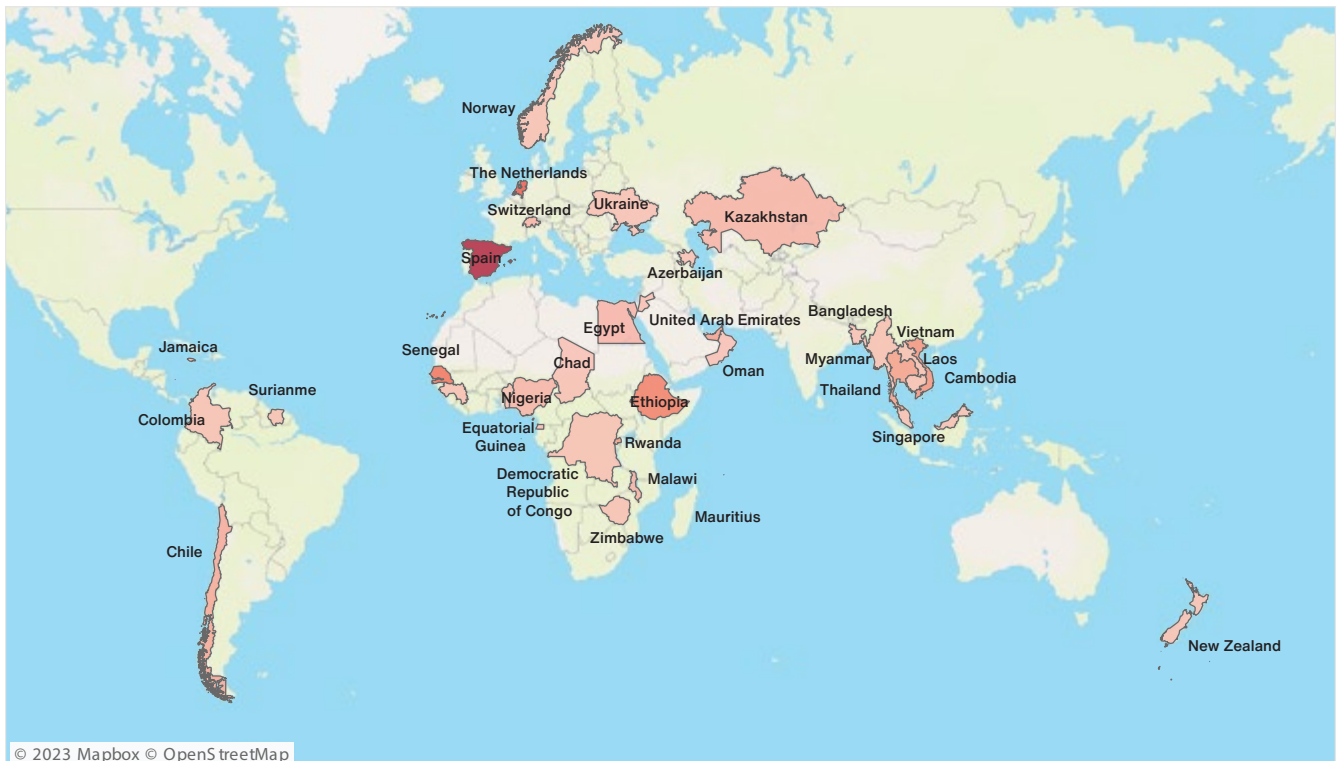 Norway
The Netherlands
Switzerland
Ukraine
Kazakhstan
Spain
Azerbaijan
Bangladesh
United Arab Emirates
Egypt
Vietnam
Jamaica
Senegal
Chad
Myanmar
Laos
Oman
Cambodia
Thailand
Surianme
Nigeria
Ethiopia
Colombia
Equatorial
Guinea
Singapore
Rwanda
Democratic
Republic
of Congo
Malawi
Mauritius
Zimbabwe
Chile
New Zealand
© 2023 Mapbox © OpenStreetMap